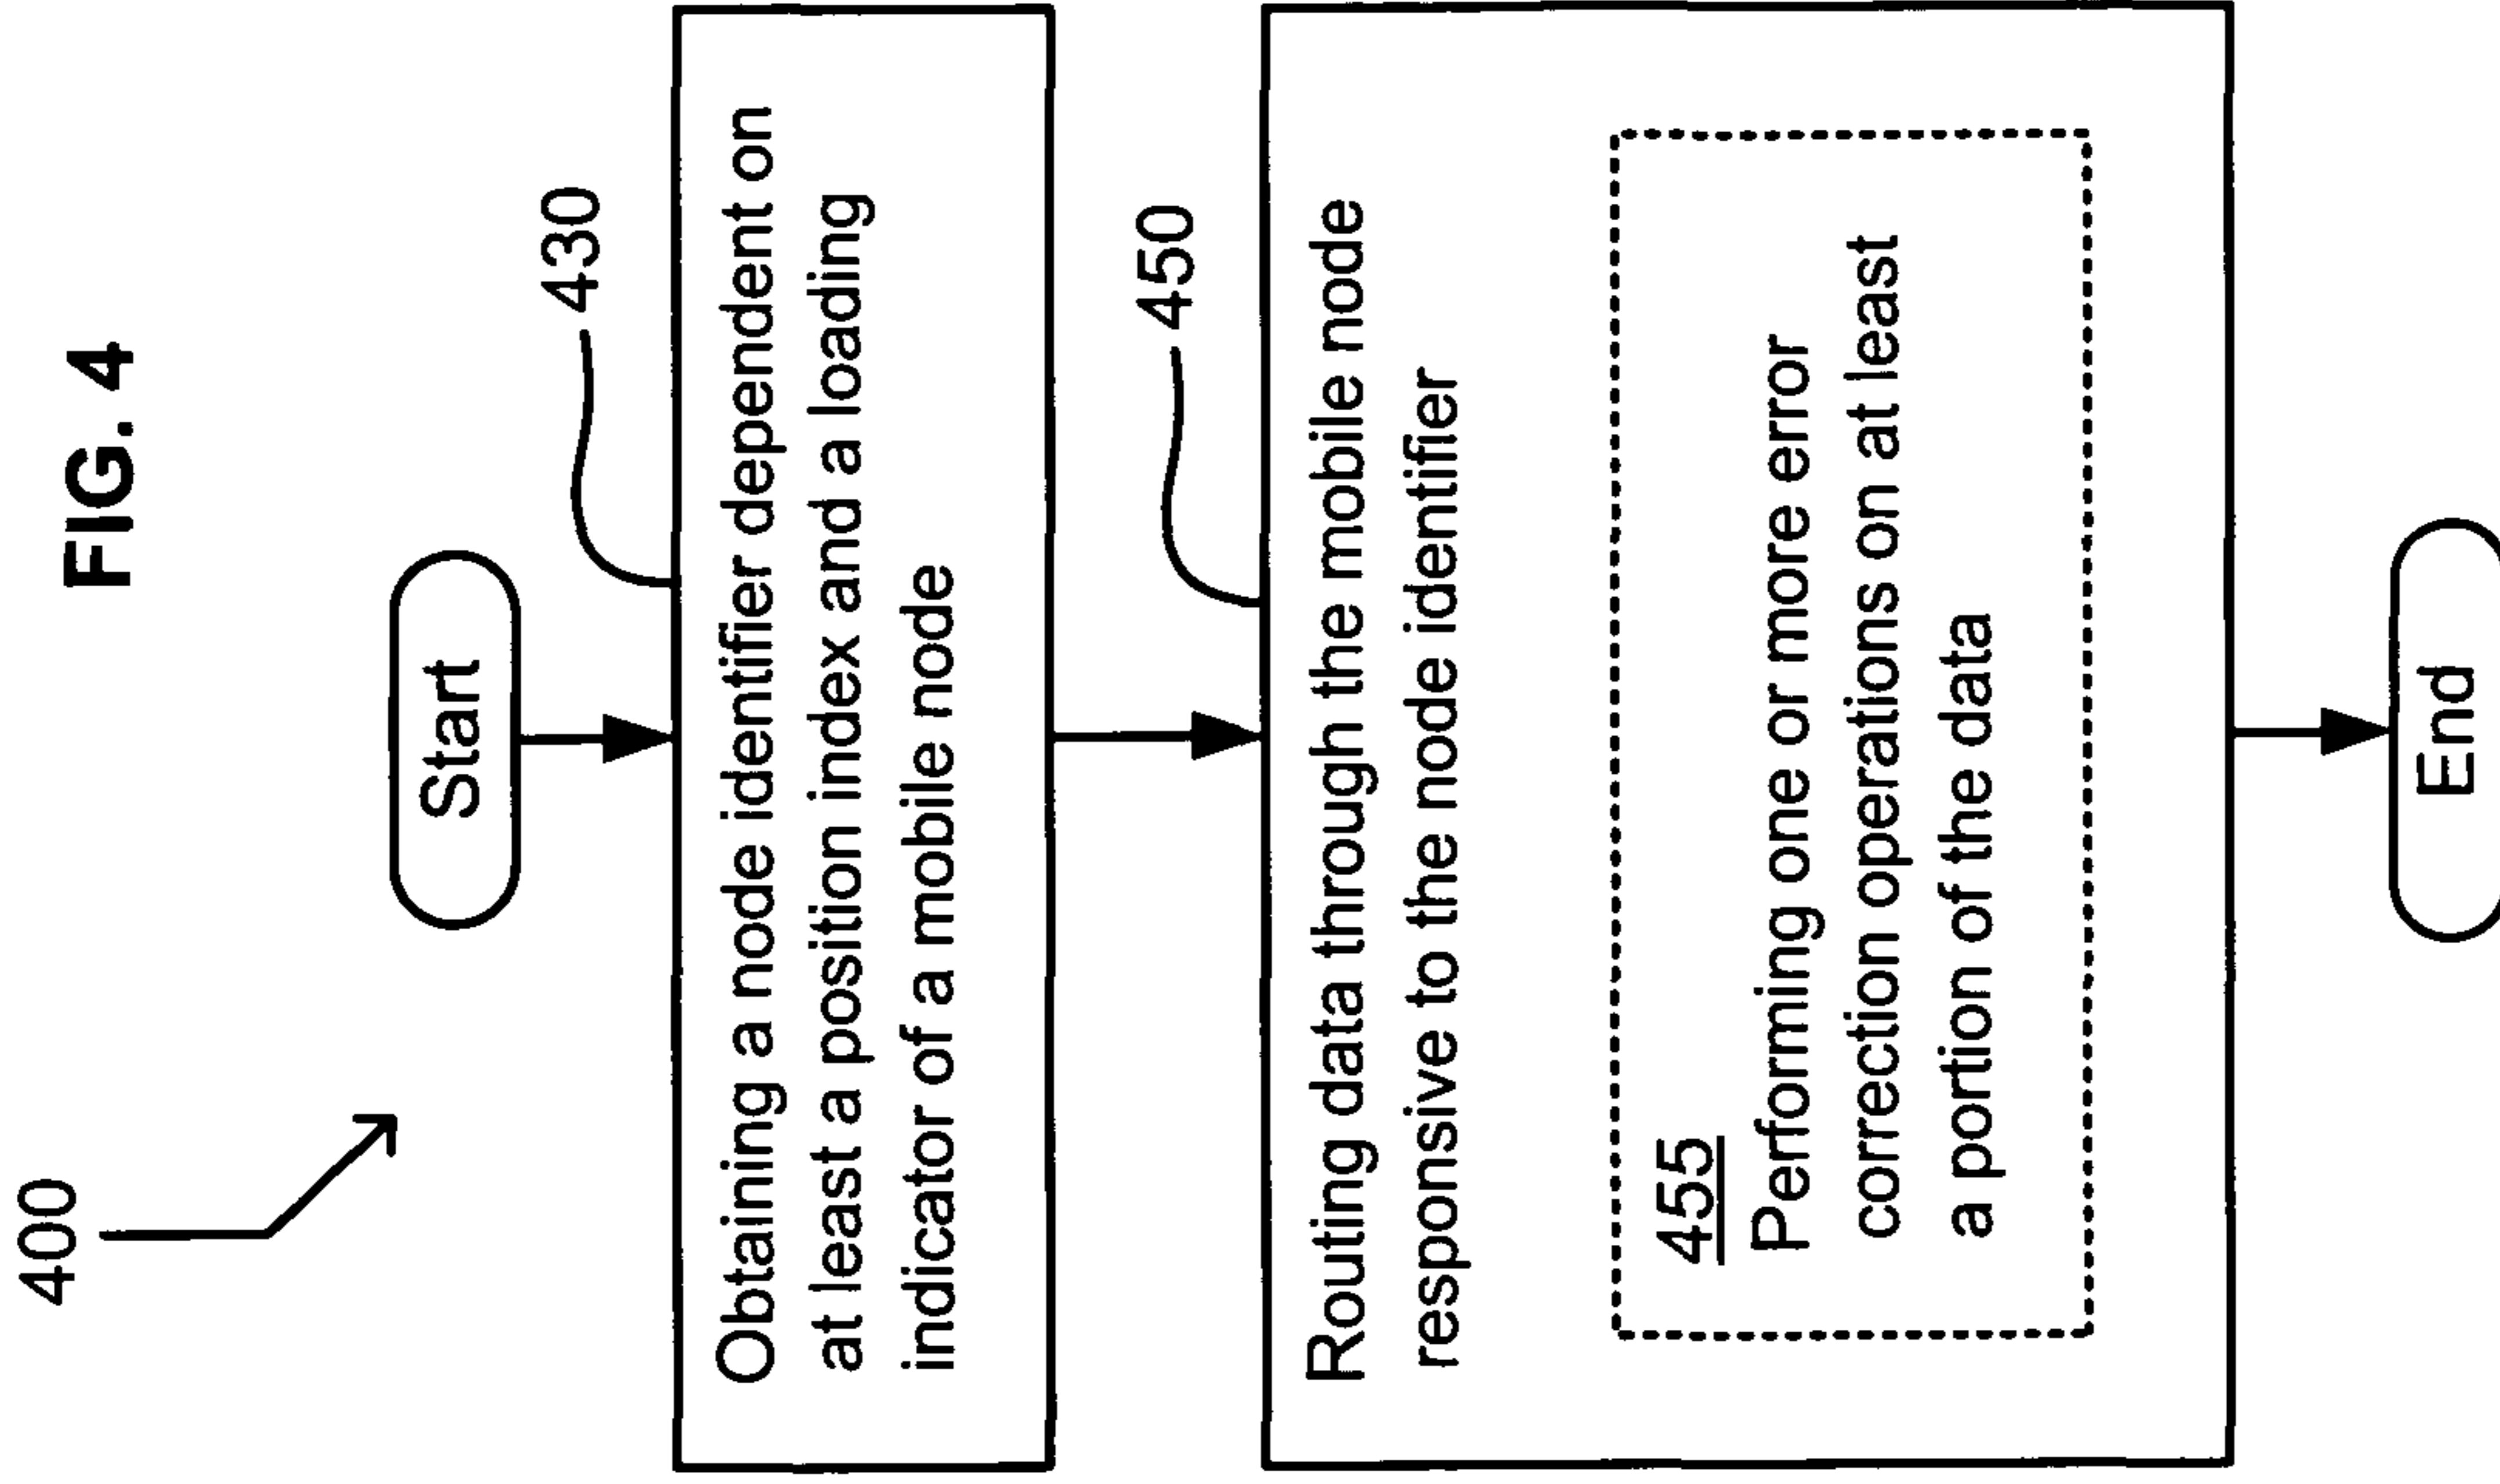 FIG. 4
400
Start
430
Obtaining a node identifier dependent on
at least a position index and a loading
indicator of a mobile node
450
Routing data through the mobile node
responsive to the node identifier
455
Performing one or more error
correction operations on at least
a portion of the data
End